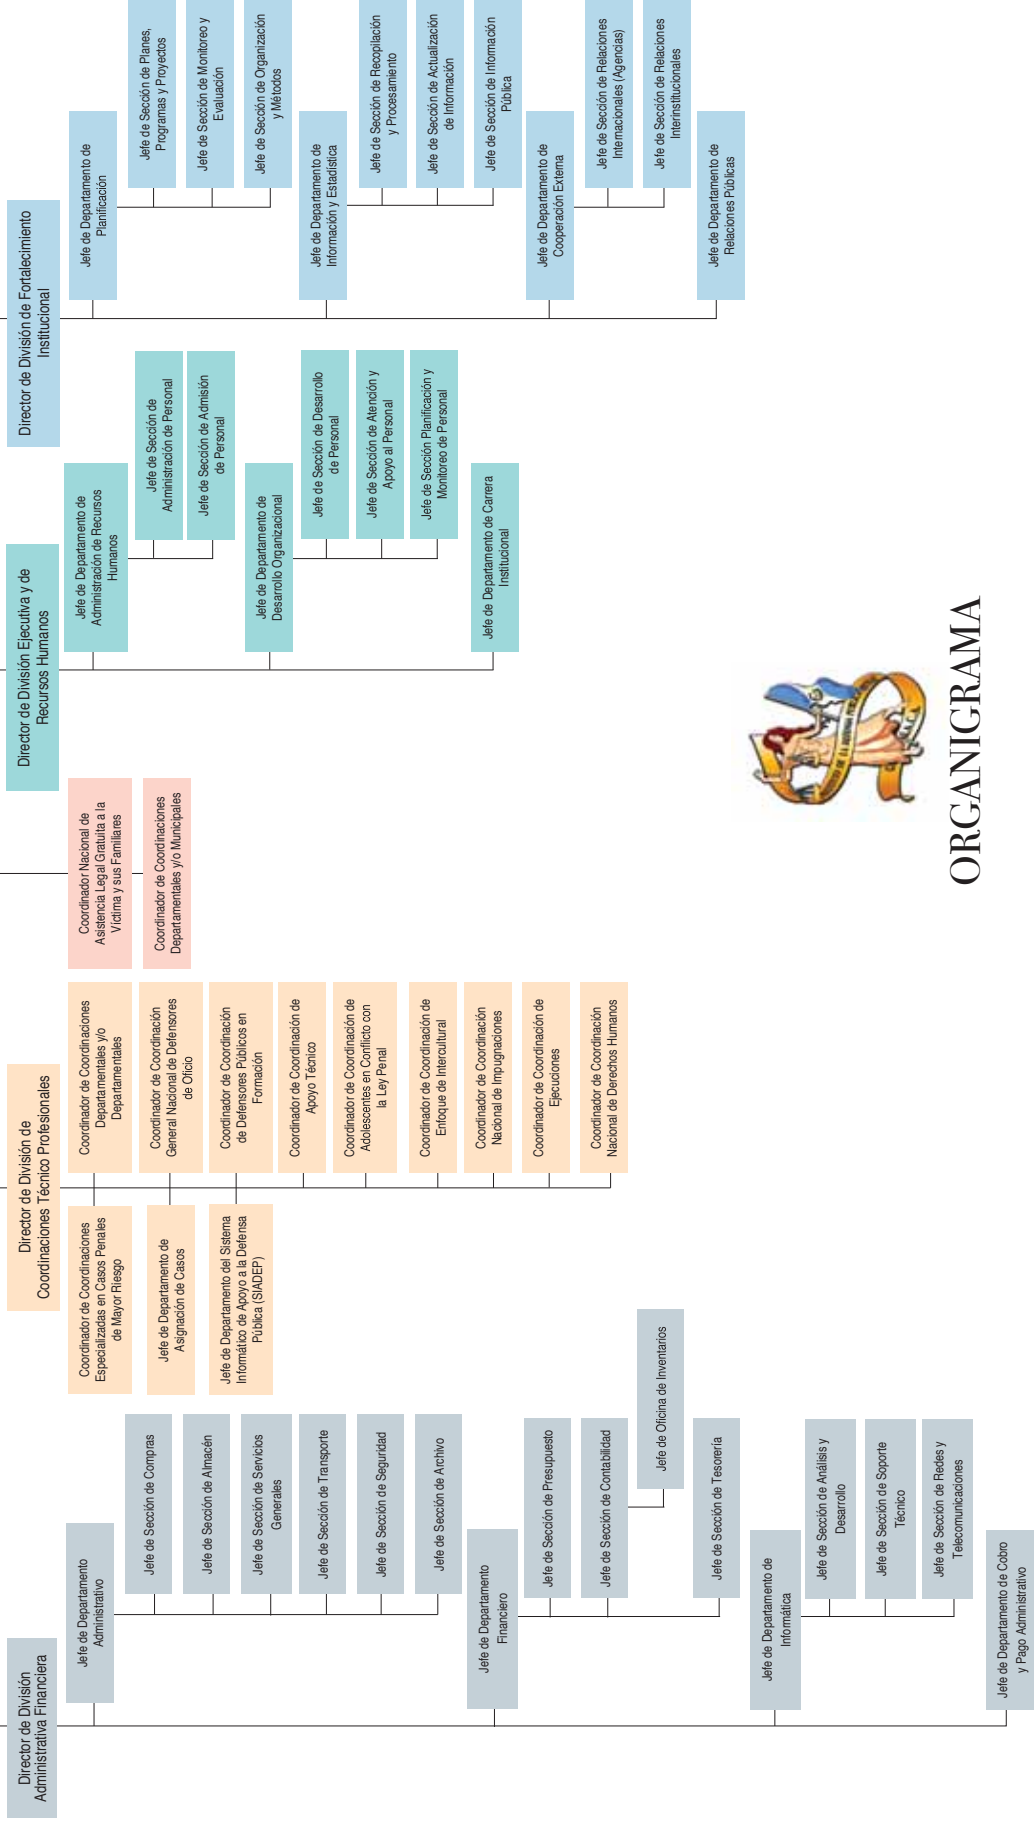 Director de División
Administrativa Financiera
Jefe de Departamento
Administrativo
Jefe de Sección de Compras
Jefe de Sección de Almacén
Jefe de Sección de Servicios
Generales
Jefe de Sección de Transporte
Jefe de Sección de Seguridad
Jefe de Sección de Archivo
Jefe de Departamento
Financiero
Jefe de Sección de Presupuesto
Jefe de Sección de Contabilidad
Jefe de Oficina de Inventarios
Jefe de Sección de Tesorería
Jefe de Departamento de
Informática
Jefe de Sección de Análisis y
Desarrollo
Jefe de Sección de Soporte
Técnico
Jefe de Sección de Redes y
Telecomunicaciones
Jefe de Departamento de Cobro
y Pago Administrativo
Director de División de
Coordinaciones Técnico Profesionales
Coordinador de Coordinaciones
Especializadas en Casos Penales
de Mayor Riesgo
Jefe de Departamento de
Asignación de Casos
Jefe de Departamento del Sistema
Informático de Apoyo a la Defensa
Pública (SIADEP)
Coordinador de Coordinaciones
Departamentales y/o
Departamentales
Coordinador de Coordinación
General Nacional de Defensores
de Oficio
Coordinador de Coordinación
de Defensores Públicos en
Formación
Coordinador de Coordinación de
Apoyo Técnico
Coordinador de Coordinación de
Adolescentes en Conflicto con
la Ley Penal
Coordinador de Coordinación de
Enfoque de Intercultural
Coordinador de Coordinación
Nacional de Impugnaciones
Coordinador de Coordinación de
Ejecuciones
Coordinador de Coordinación
Nacional de Derechos Humanos
Coordinador Nacional de
Asistencia Legal Gratuita a la
Víctima y sus Familiares
Coordinador de Coordinaciones
Departamentales y/o Municipales
Director de División Ejecutiva y de
Recursos Humanos
Jefe de Departamento de
Administración de Recursos
Humanos
Jefe de Sección de
Administración de Personal
Jefe de Sección de Admisión
de Personal
Jefe de Departamento de
Desarrollo Organizacional
Jefe de Sección de Desarrollo
de Personal
Jefe de Sección de Atención y
Apoyo al Personal
Jefe de Sección Planificación y
Monitoreo de Personal
Jefe de Departamento de Carrera
Institucional
Director de División de Fortalecimiento
Institucional
Jefe de Departamento de
Planificación
Jefe de Sección de Planes,
Programas y Proyectos
Jefe de Sección de Monitoreo y
Evaluación
Jefe de Sección de Organización
y Métodos
Jefe de Departamento de
Información y Estadística
Jefe de Sección de Recopilación
y Procesamiento
Jefe de Sección de Actualización
de Información
Jefe de Sección de Información
Pública
Jefe de Departamento de
Cooperación Externa
Jefe de Sección de Relaciones
Internacionales (Agencias)
Jefe de Sección de Relaciones
Interinstitucionales
Jefe de Departamento de
Relaciones Públicas
ORGANIGRAMA